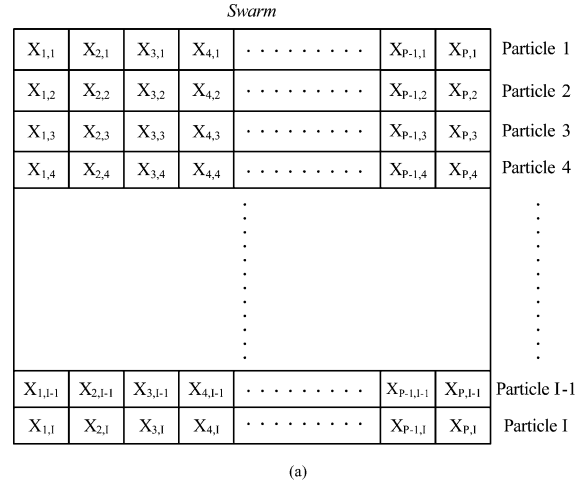 Swarm
X1,1 X2,1 X3,1 X4,1 . . . . . . . . . XP-1,1 XP,1 Particle 1
X1,2 X2,2 X3,2 X4,2 . . . . . . . . . XP-1,2 XP,2 Particle 2
X1,3 X2,3 X3,3 X4,3 . . . . . . . . . XP-1,3 XP,3 Particle 3
X1,4 X2,4 X3,4 X4,4 . . . . . . . . . XP-1,4 XP,4 Particle 4
X1,I-1 X2,I-1 X3,I-1 X4,I-1 . . . . . . . . . XP-1,I-1 XP,I-1 Particle I-1
X1,I X2,I X3,I X4,I . . . . . . . . . XP-1,I XP,I Particle I
(a)